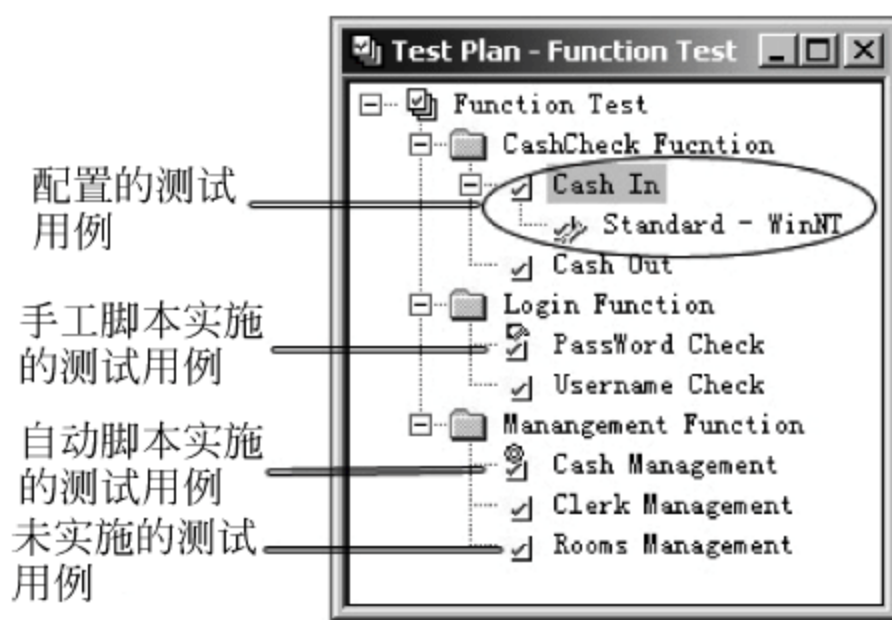 Test Plan - Function Test
Function Test
CashCheck Fucntion
配置的测试
用例
Cash In
Standard - WinNT
Cash Out
手工脚本实施
的测试用例
Login Function
PassWord Check
Username Check
自动脚本实施
的测试用例
Manangement Function
Cash Management
Clerk Management
未实施的测试
用例
Rooms Management